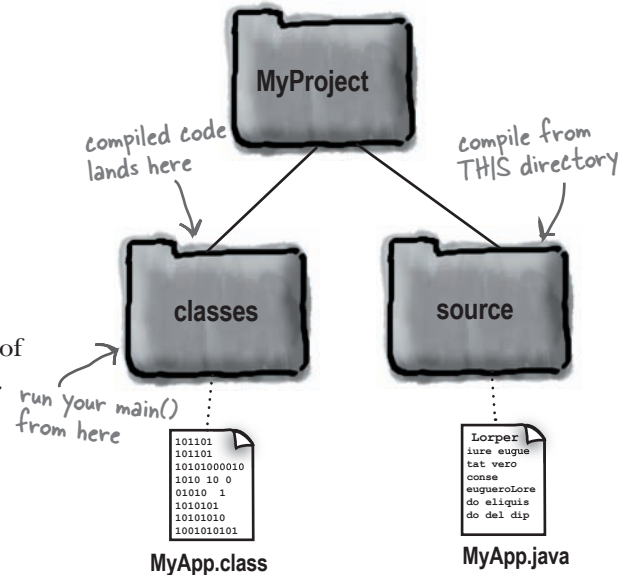 MyProject
compiled code
lands here
compile from
THIS directory
classes
source
of
run your main()
from here
101101
101101
10101000010
1010 10 0
01010 1
1010101
10101010
1001010101
MyApp.class
Lorper
iure eugue
tat vero
conse
eugueroLore
do eliquis
do del dip
MyApp.java